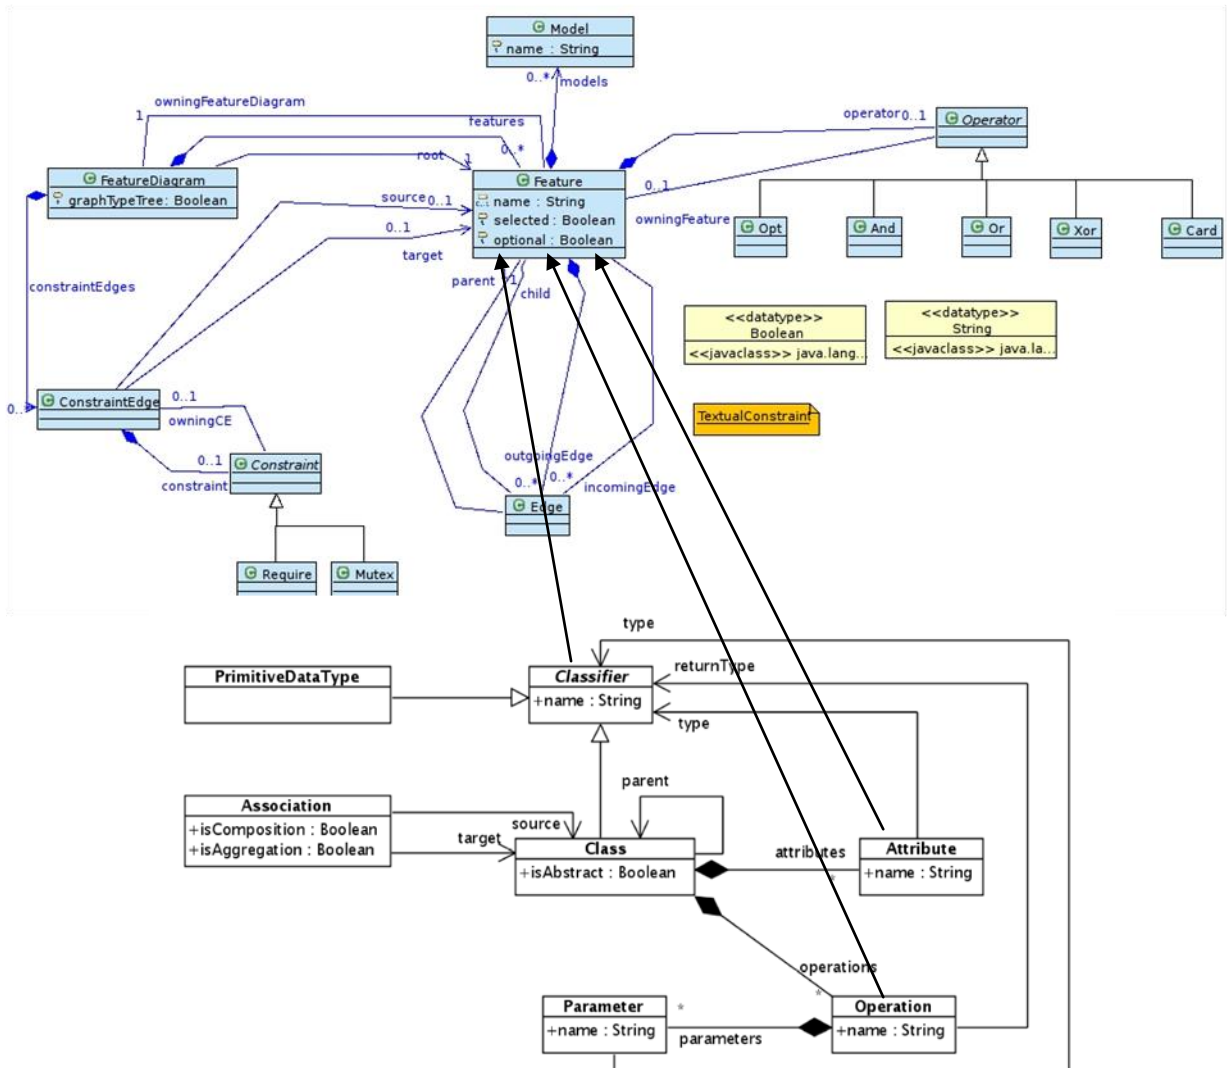 Model
name : String
0..*
models
owningFeatureDiagram
1
features
0..*
root
1
operator
0..1
Operator
FeatureDiagram
graphTypeTree: Boolean
Feature
name : String
selected : Boolean
optional : Boolean
source
0..1
0..1
target
0..1
owningFeature
Opt
And
Or
Xor
Card
constraintEdges
parent
1
child
<<datatype>>
Boolean
<<javaclass>> java.lang...
<<datatype>>
String
<<javaclass>> java.la...
TextualConstraint
0..*
ConstraintEdge
0..1
owningCE
0..1
constraint
Constraint
outgoingEdge
0..*
0..*
incomingEdge
Edge
Require
Mutex
type
PrimitiveDataType
Classifier
+name : String
returnType
type
Association
+isComposition : Boolean
+isAggregation : Boolean
source
target
parent
Class
+isAbstract : Boolean
attributes
*
Attribute
+name : String
operations
*
Parameter
+name : String
*
parameters
Operation
+name : String